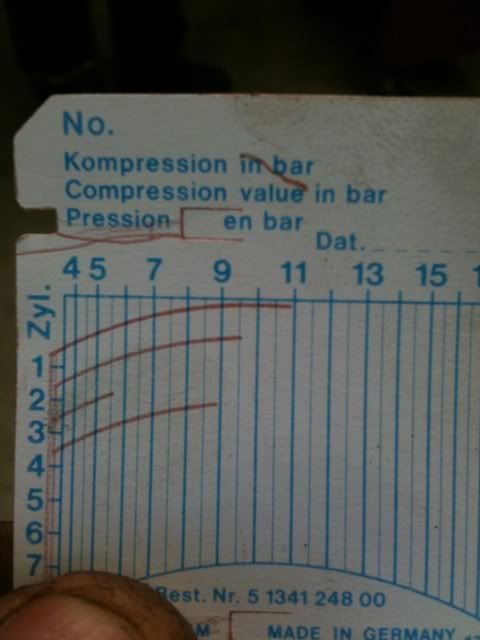 No.
Kompression in bar
Compression value in bar
Pression en bar
Dat.
4 5 7 9 11 13 15
Zyl.
1
2
3
4
5
6
7
Best. Nr. 5 1341 248 00
M MADE IN GERMANY